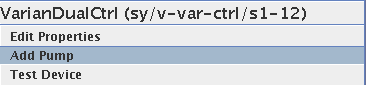 VarianDualCtrl (sy/v-var-ctrl/s1-12)
Edit Properties
Add Pump
Test Device